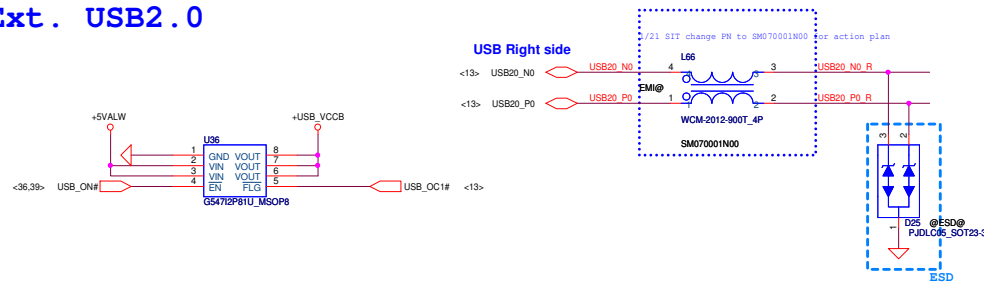 Ext. USB2.0
1/21 SIT change PN to SM070001N00 for action plan
USB Right side
L66
<13> USB20_N0 USB20_N0 4 3 USB20_N0_R
EMI@
<13> USB20_P0 USB20_P0 1 2 USB20_P0_R
WCM-2012-900T_4P
SM070001N00
+5VALW +USB_VCCB
U36
1 GND VOUT 8
2 VIN VOUT 7
3 VIN VOUT 6
<36,39> USB_ON# 4 EN FLG 5 USB_OC1# <13>
G547I2P81U_MSOP8
3 2
1
D25 @ESD@
PJDLC05_SOT23-3
ESD